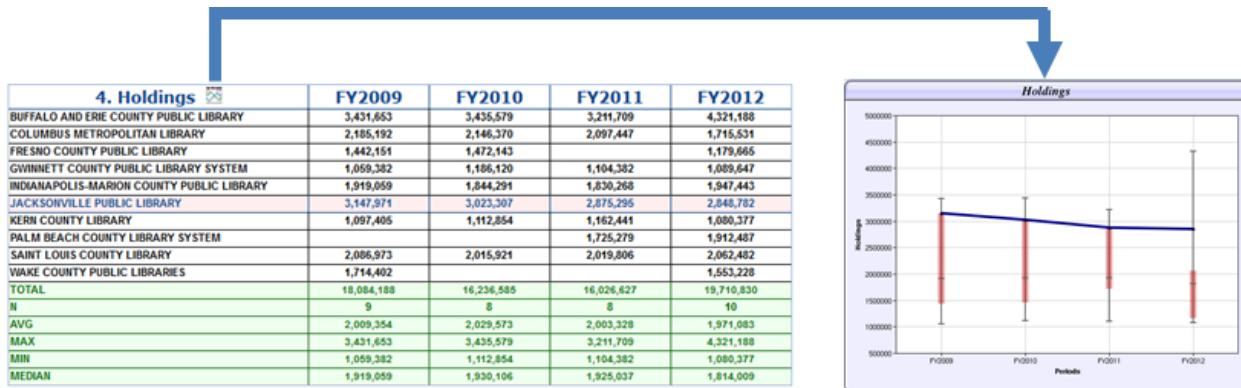 4. Holdings FY2009 FY2010 FY2011 FY2012
BUFFALO AND ERIE COUNTY PUBLIC LIBRARY 3,431,653 3,435,579 3,211,709 4,321,188
COLUMBUS METROPOLITAN LIBRARY 2,185,192 2,146,370 2,097,447 1,715,531
FRESNO COUNTY PUBLIC LIBRARY 1,442,151 1,472,143 1,179,665
GWINNETT COUNTY PUBLIC LIBRARY SYSTEM 1,059,382 1,186,120 1,104,382 1,089,647
INDIANAPOLIS-MARION COUNTY PUBLIC LIBRARY 1,919,059 1,844,291 1,830,268 1,947,443
JACKSONVILLE PUBLIC LIBRARY 3,147,971 3,023,307 2,875,295 2,848,782
KERN COUNTY LIBRARY 1,097,405 1,112,854 1,162,441 1,080,377
PALM BEACH COUNTY LIBRARY SYSTEM 1,725,279 1,912,487
SAINT LOUIS COUNTY LIBRARY 2,086,973 2,015,921 2,019,806 2,062,482
WAKE COUNTY PUBLIC LIBRARIES 1,714,402 1,553,228
TOTAL 18,084,188 16,236,585 16,026,627 19,710,830
N 9 8 8 10
AVG 2,009,354 2,029,573 2,003,328 1,971,083
MAX 3,431,653 3,435,579 3,211,709 4,321,188
MIN 1,059,382 1,112,854 1,104,382 1,080,377
MEDIAN 1,919,059 1,930,106 1,925,037 1,814,009
Holdings
5000000
4500000
4000000
3500000
3000000
2500000
2000000
1500000
1000000
500000
Holdings
FY2009 FY2010 FY2011 FY2012
Periods